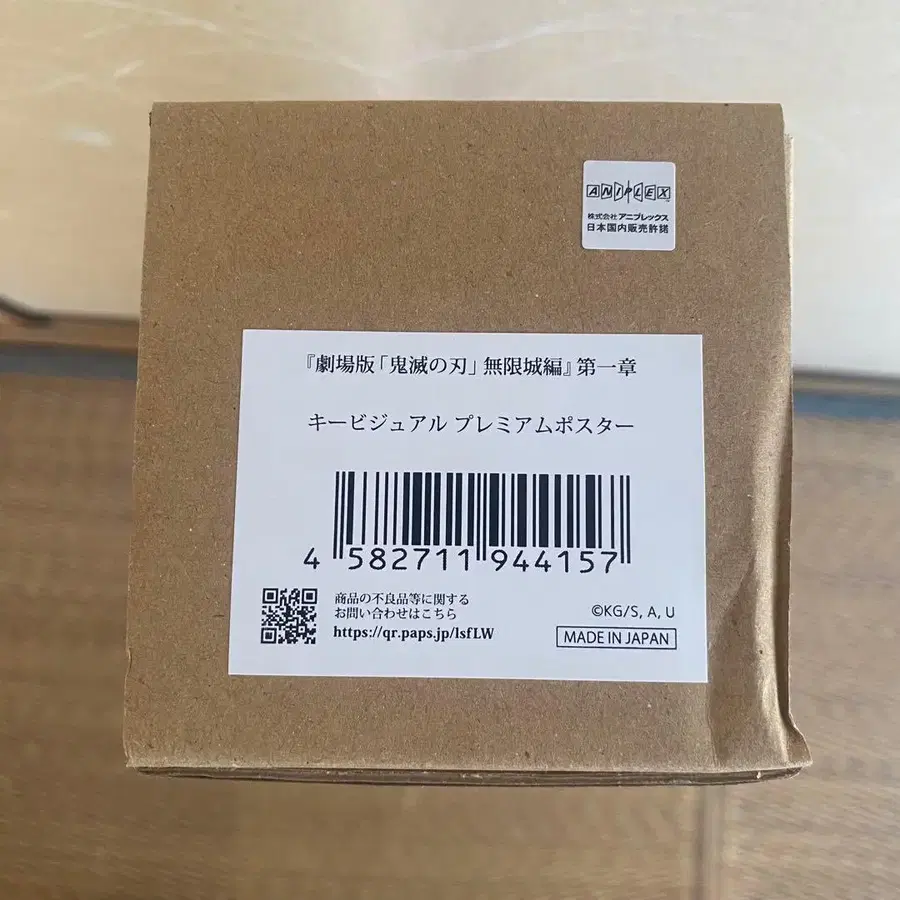 ANIPLEX
株式会社 アニプレックス
日本国内販売許諾
『劇場版「鬼滅の刃」無限城編』第一章
キービジュアル プレミアムポスター
4 582711 944157
商品の不良品等に関する
お問い合わせはこちら
https://qr.paps.jp/lsfLW
©KG/S, A, U
MADE IN JAPAN